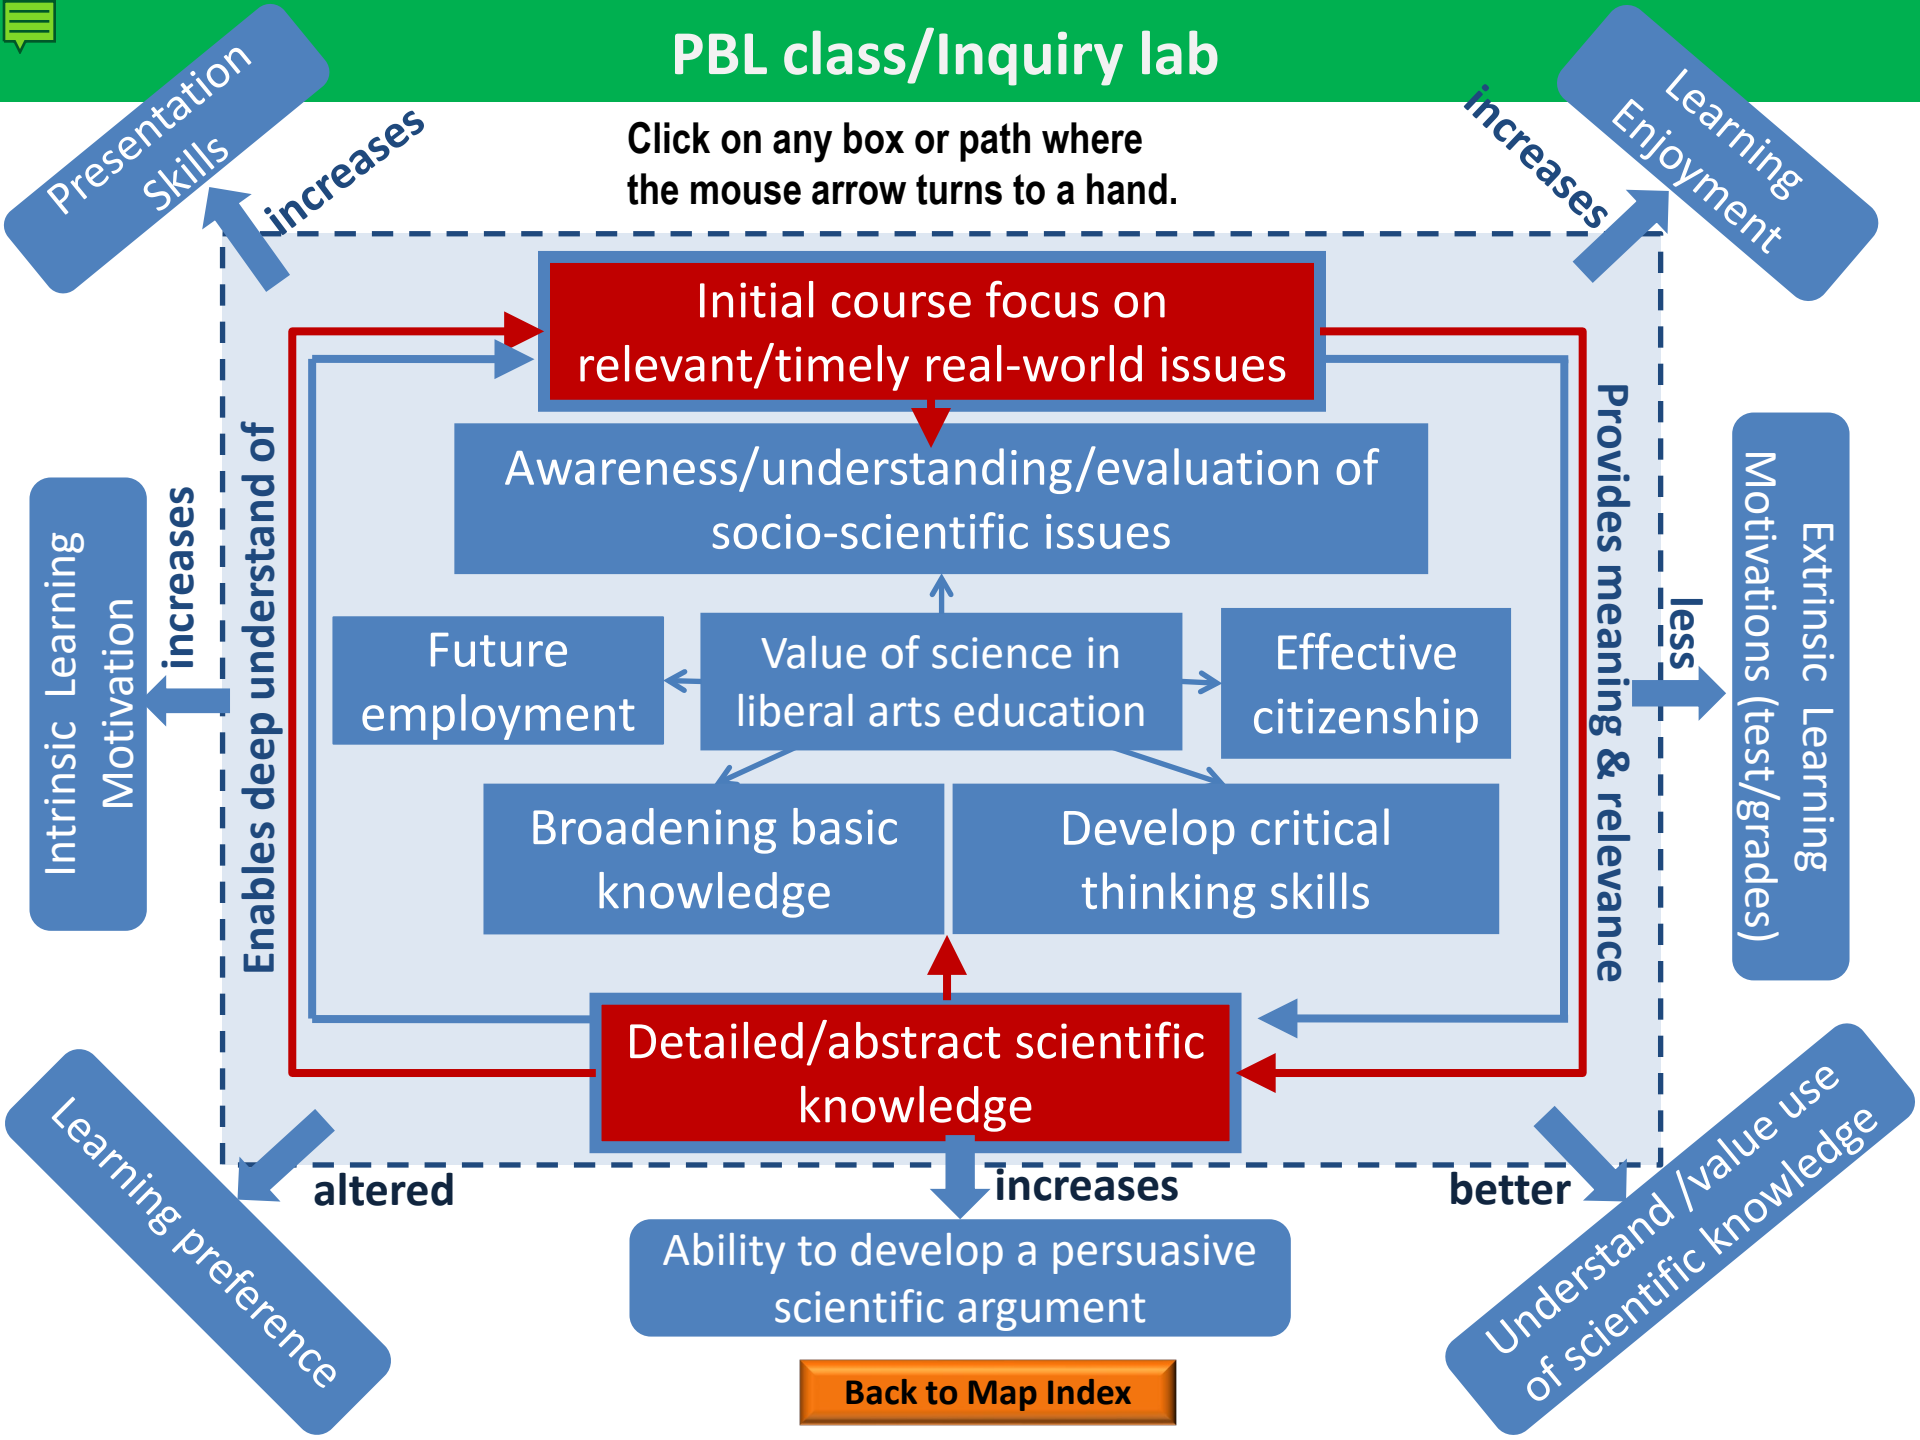 PBL class/Inquiry lab
Presentation
Skills
increases
Click on any box or path where
the mouse arrow turns to a hand.
increases
Learning
Enjoyment
Initial course focus on
relevant/timely real-world issues
Awareness/understanding/evaluation of
socio-scientific issues
Intrinsic Learning
Motivation
increases
Enables deep understand of
Future
employment
Value of science in
liberal arts education
Effective
citizenship
Provides meaning & relevance
less
Extrinsic Learning
Motivations (test/grades)
Broadening basic
knowledge
Develop critical
thinking skills
Detailed/abstract scientific
knowledge
Learning preference
altered
increases
better
Understand /value use
of scientific knowledge
Ability to develop a persuasive
scientific argument
Back to Map Index